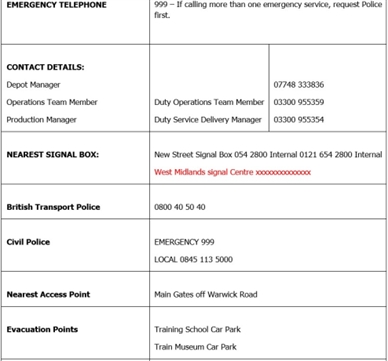 EMERGENCY TELEPHONE
999 – If calling more than one emergency service, request Police
first.
CONTACT DETAILS:
Depot Manager 07748 333836
Operations Team Member Duty Operations Team Member 03300 955359
Production Manager Duty Service Delivery Manager 03300 955354
NEAREST SIGNAL BOX: New Street Signal Box 054 2800 Internal 0121 654 2800 Internal
West Midlands signal Centre xxxxxxxxxxxxxx
British Transport Police 0800 40 50 40
Civil Police EMERGENCY 999
LOCAL 0845 113 5000
Nearest Access Point Main Gates off Warwick Road
Evacuation Points Training School Car Park
Train Museum Car Park